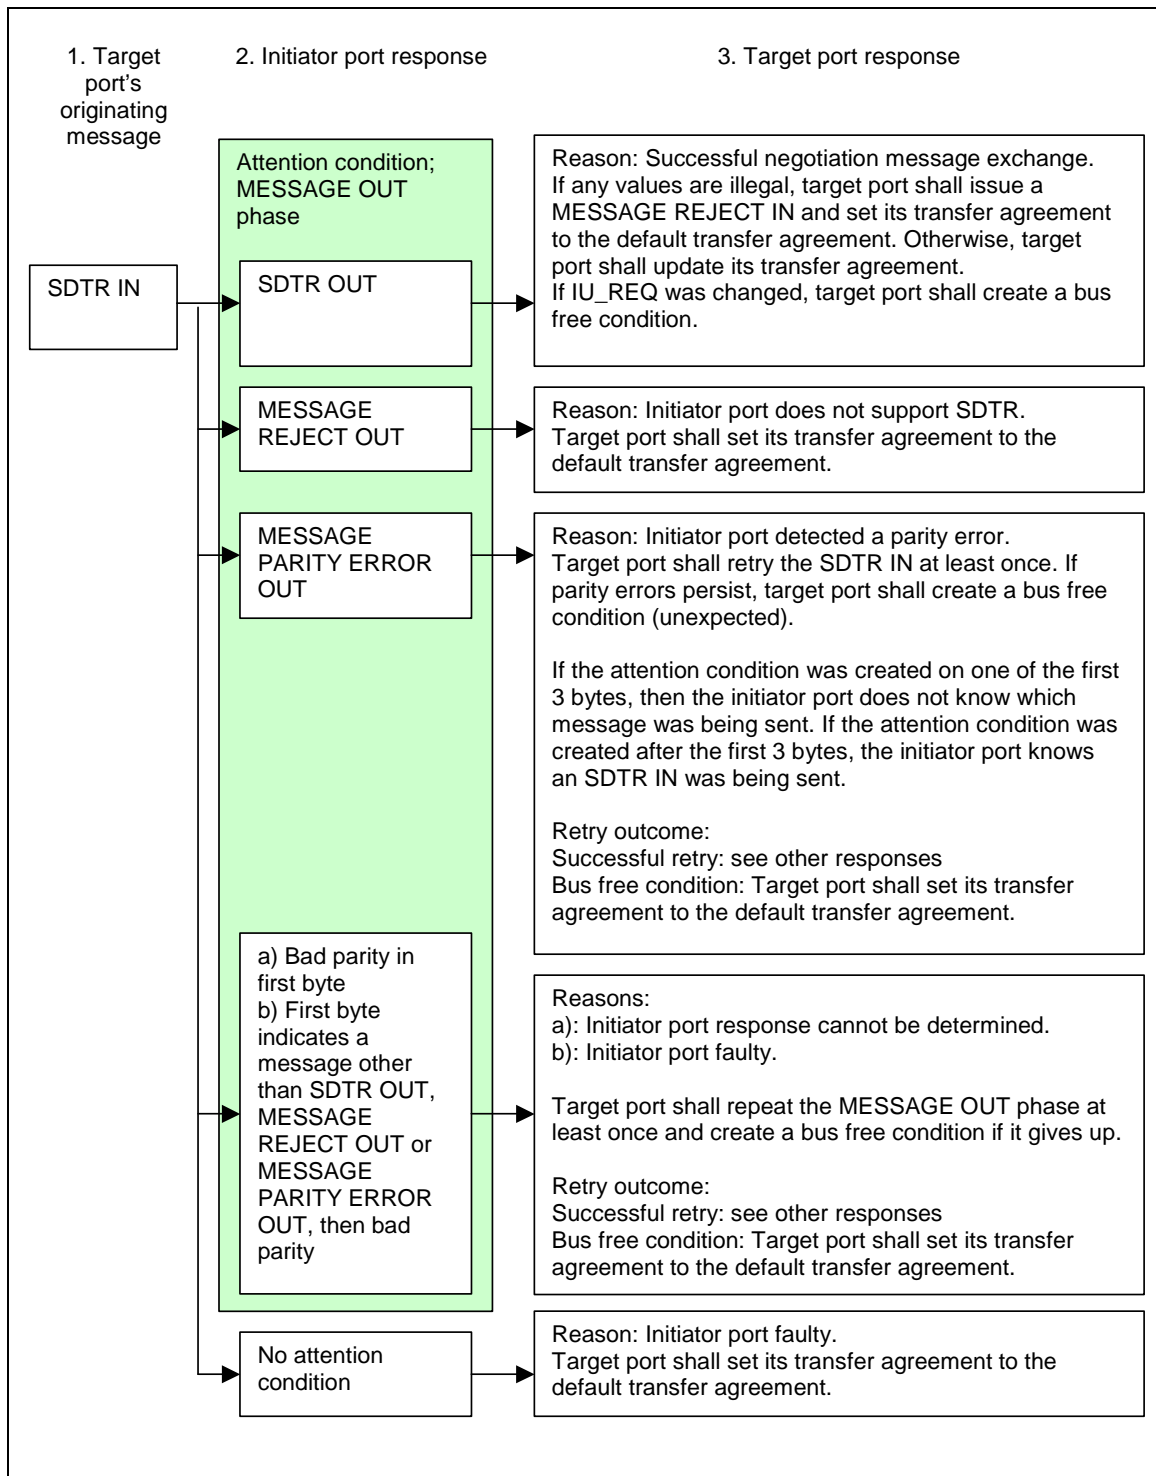 1. Target
port's
originating
message
2. Initiator port response
3. Target port response
SDTR IN
Attention condition;
MESSAGE OUT
phase
SDTR OUT
Reason: Successful negotiation message exchange.
If any values are illegal, target port shall issue a
MESSAGE REJECT IN and set its transfer agreement
to the default transfer agreement. Otherwise, target
port shall update its transfer agreement.
If IU_REQ was changed, target port shall create a bus
free condition.
MESSAGE
REJECT OUT
Reason: Initiator port does not support SDTR.
Target port shall set its transfer agreement to the
default transfer agreement.
MESSAGE
PARITY ERROR
OUT
Reason: Initiator port detected a parity error.
Target port shall retry the SDTR IN at least once. If
parity errors persist, target port shall create a bus free
condition (unexpected).
If the attention condition was created on one of the first
3 bytes, then the initiator port does not know which
message was being sent. If the attention condition was
created after the first 3 bytes, the initiator port knows
an SDTR IN was being sent.
Retry outcome:
Successful retry: see other responses
Bus free condition: Target port shall set its transfer
agreement to the default transfer agreement.
a) Bad parity in
first byte
b) First byte
indicates a
message other
than SDTR OUT,
MESSAGE
REJECT OUT or
MESSAGE
PARITY ERROR
OUT, then bad
parity
Reasons:
a): Initiator port response cannot be determined.
b): Initiator port faulty.
Target port shall repeat the MESSAGE OUT phase at
least once and create a bus free condition if it gives up.
Retry outcome:
Successful retry: see other responses
Bus free condition: Target port shall set its transfer
agreement to the default transfer agreement.
No attention
condition
Reason: Initiator port faulty.
Target port shall set its transfer agreement to the
default transfer agreement.